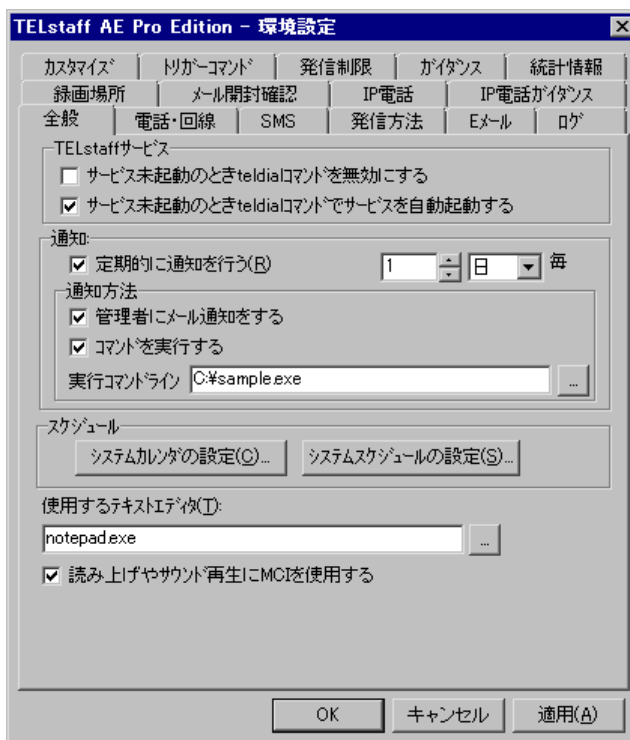 TELstaff AE Pro Edition - 環境設定
ｶｽﾀﾏｲｽﾞ ﾄﾘｶﾞｰｺﾏﾝﾄﾞ 発信制限 ｶﾞｲﾀﾞﾝｽ 統計情報
録画場所 ﾒｰﾙ開封確認 IP電話 IP電話ｶﾞｲﾀﾞﾝｽ
全般 電話・回線 SMS 発信方法 Eﾒｰﾙ ﾛｸﾞ
TELstaffｻｰﾋﾞｽ
ｻｰﾋﾞｽ未起動のときteldialｺﾏﾝﾄﾞを無効にする
ｻｰﾋﾞｽ未起動のときteldialｺﾏﾝﾄﾞでｻｰﾋﾞｽを自動起動する
通知:
定期的に通知を行う(R) 1 日 毎
通知方法
管理者にﾒｰﾙ通知をする
ｺﾏﾝﾄﾞを実行する
実行ｺﾏﾝﾄﾞﾗｲﾝ C:¥sample.exe ...
ｽｹｼﾞｭｰﾙ
ｼｽﾃﾑｶﾚﾝﾀﾞの設定(C)... ｼｽﾃﾑｽｹｼﾞｭｰﾙの設定(S)...
使用するﾃｷｽﾄｴﾃﾞｨﾀ(T):
notepad.exe ...
読み上げやｻｳﾝﾄﾞ再生にMCIを使用する
OK キャンセル 適用(A)